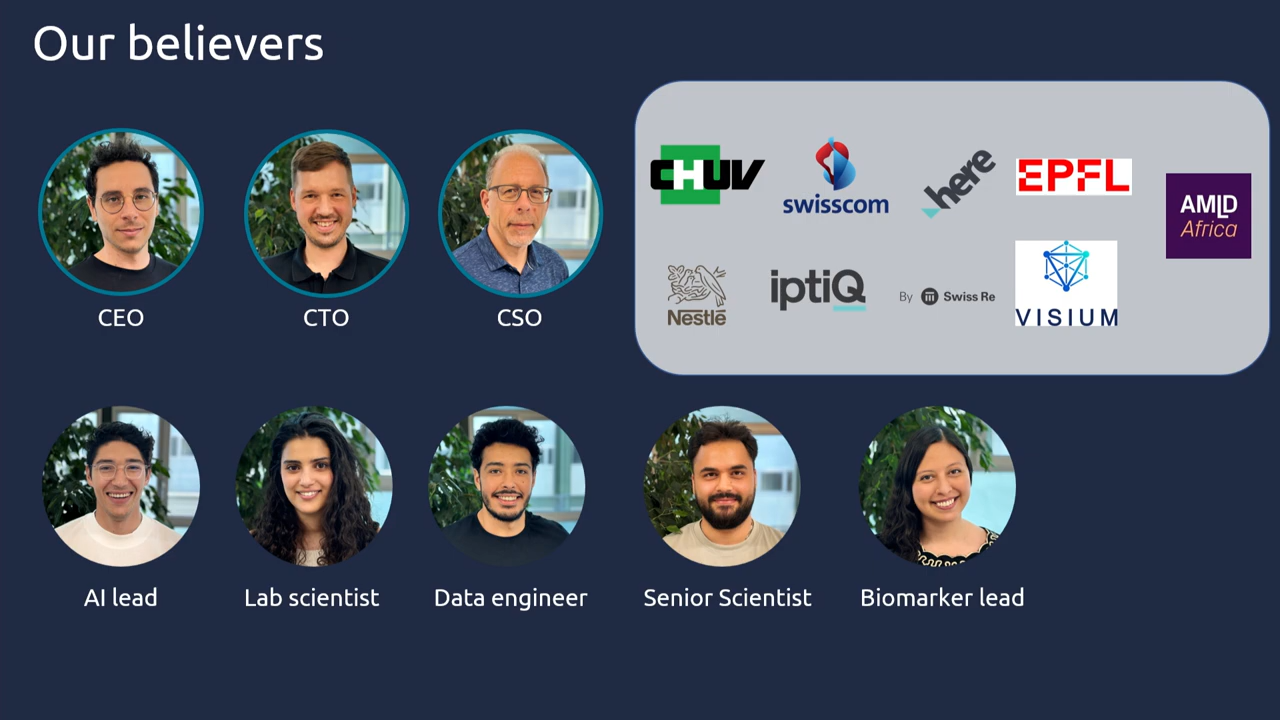 Our believers
CHUV
swisscom
here
EPFL
AMLD
Africa
Nestlé
iptiQ
By Swiss Re
VISIUM
CEO
CTO
CSO
AI lead
Lab scientist
Data engineer
Senior Scientist
Biomarker lead